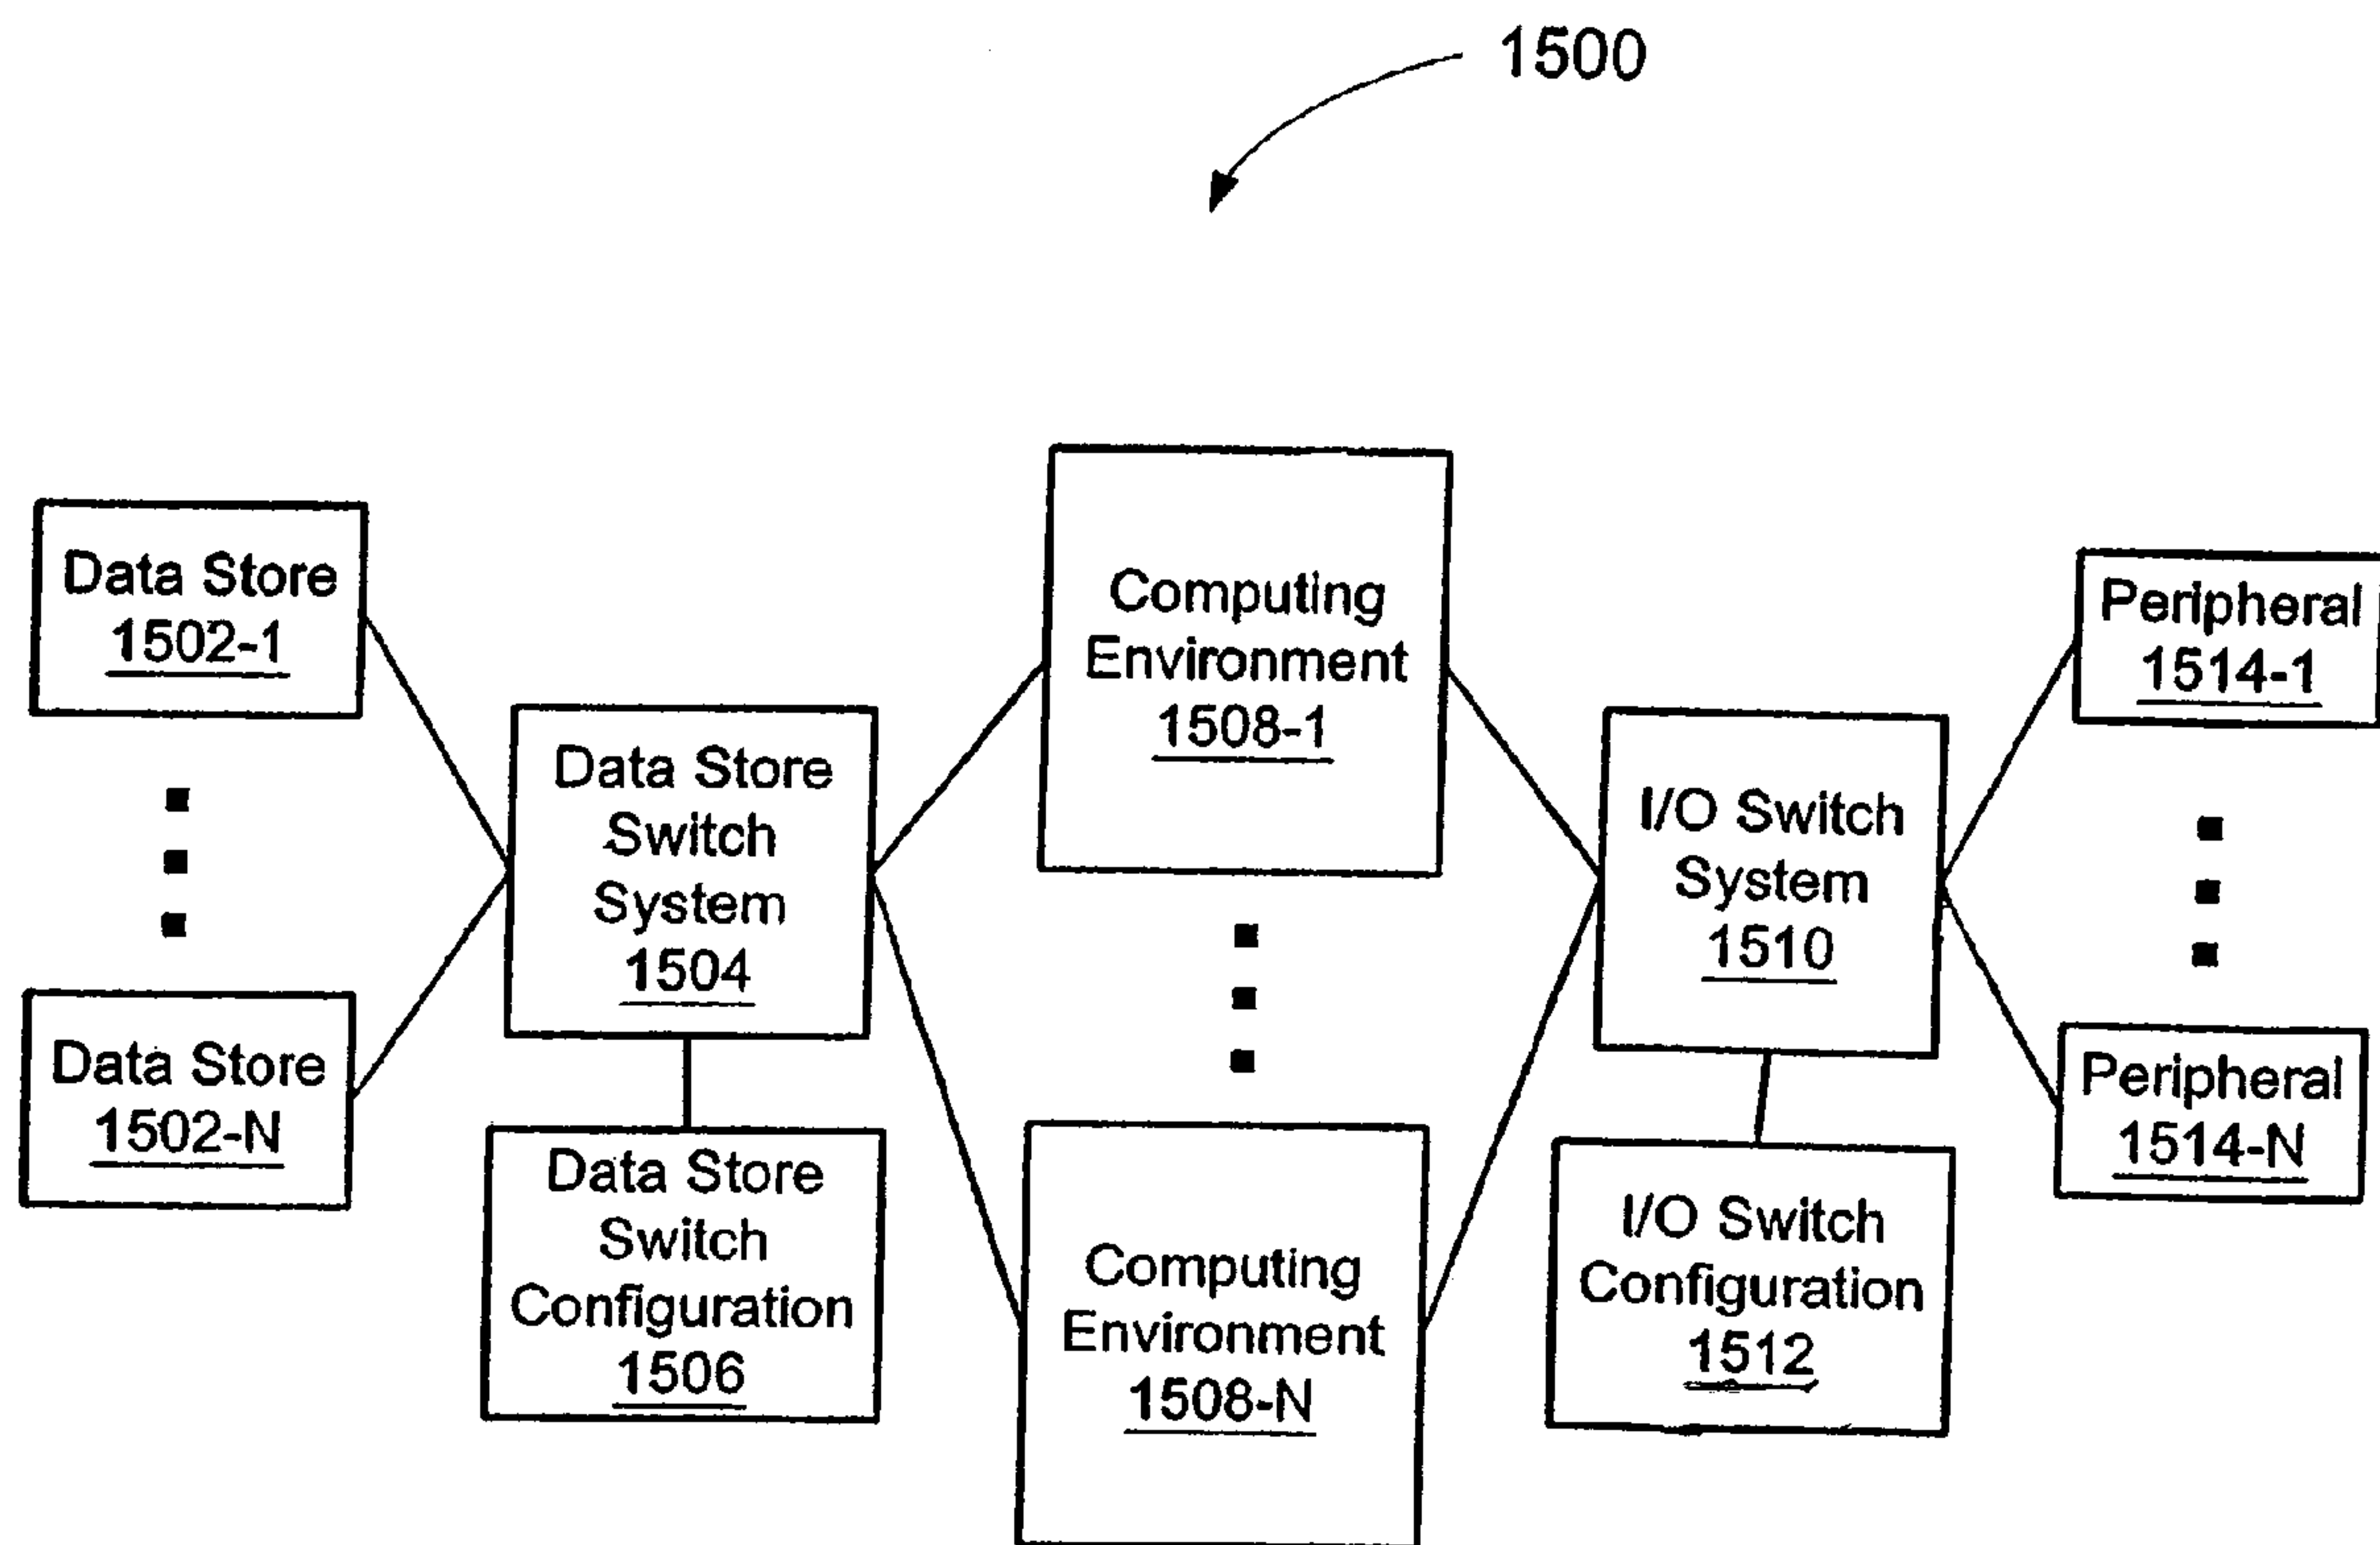 1500
Data Store
1502-1
Data Store
1502-N
Data Store
Switch
System
1504
Data Store
Switch
Configuration
1506
Computing
Environment
1508-1
Computing
Environment
1508-N
I/O Switch
System
1510
I/O Switch
Configuration
1512
Peripheral
1514-1
Peripheral
1514-N